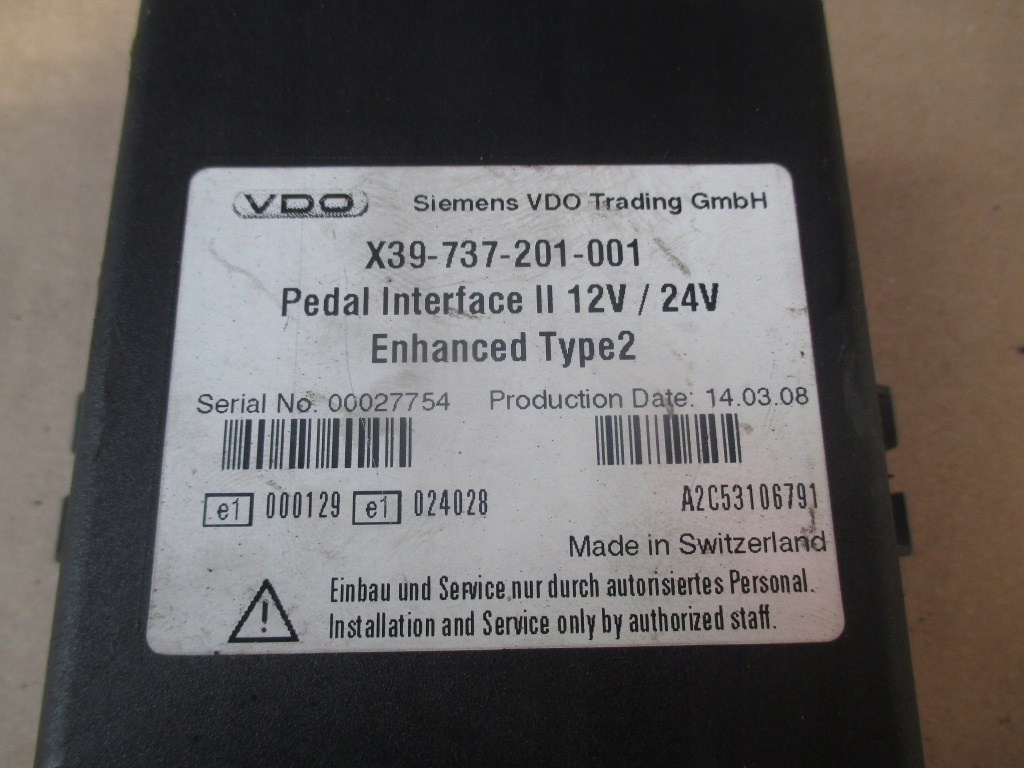 VDO Siemens VDO Trading GmbH
X39-737-201-001
Pedal Interface II 12V / 24V
Enhanced Type2
Serial No. 00027754 Production Date: 14.03.08
e1 000129 e1 024028 A2C53106791
Made in Switzerland
Einbau und Service nur durch autorisiertes Personal.
Installation and Service only by authorized staff.